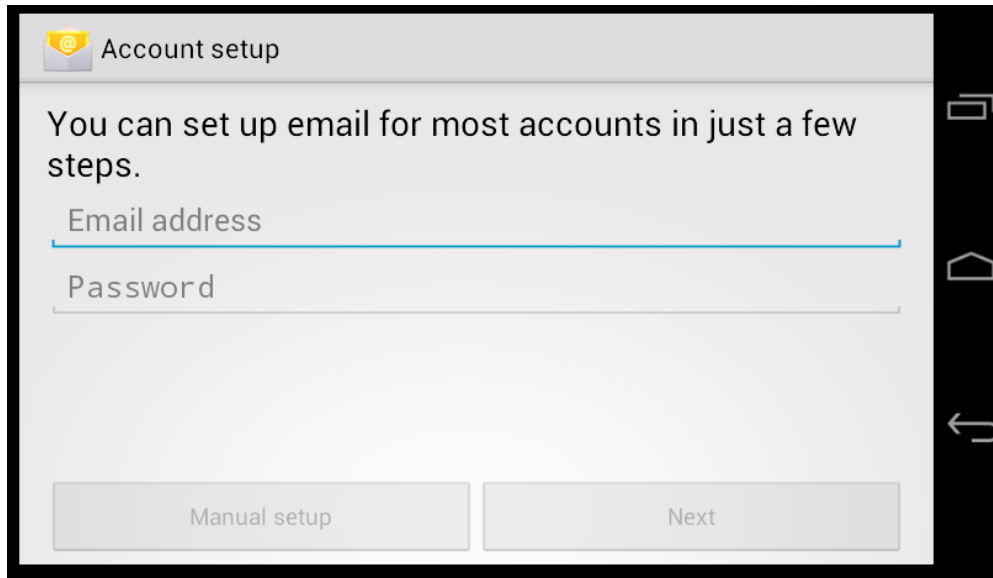 Account setup
You can set up email for most accounts in just a few
steps.
Email address
Password
Manual setup
Next